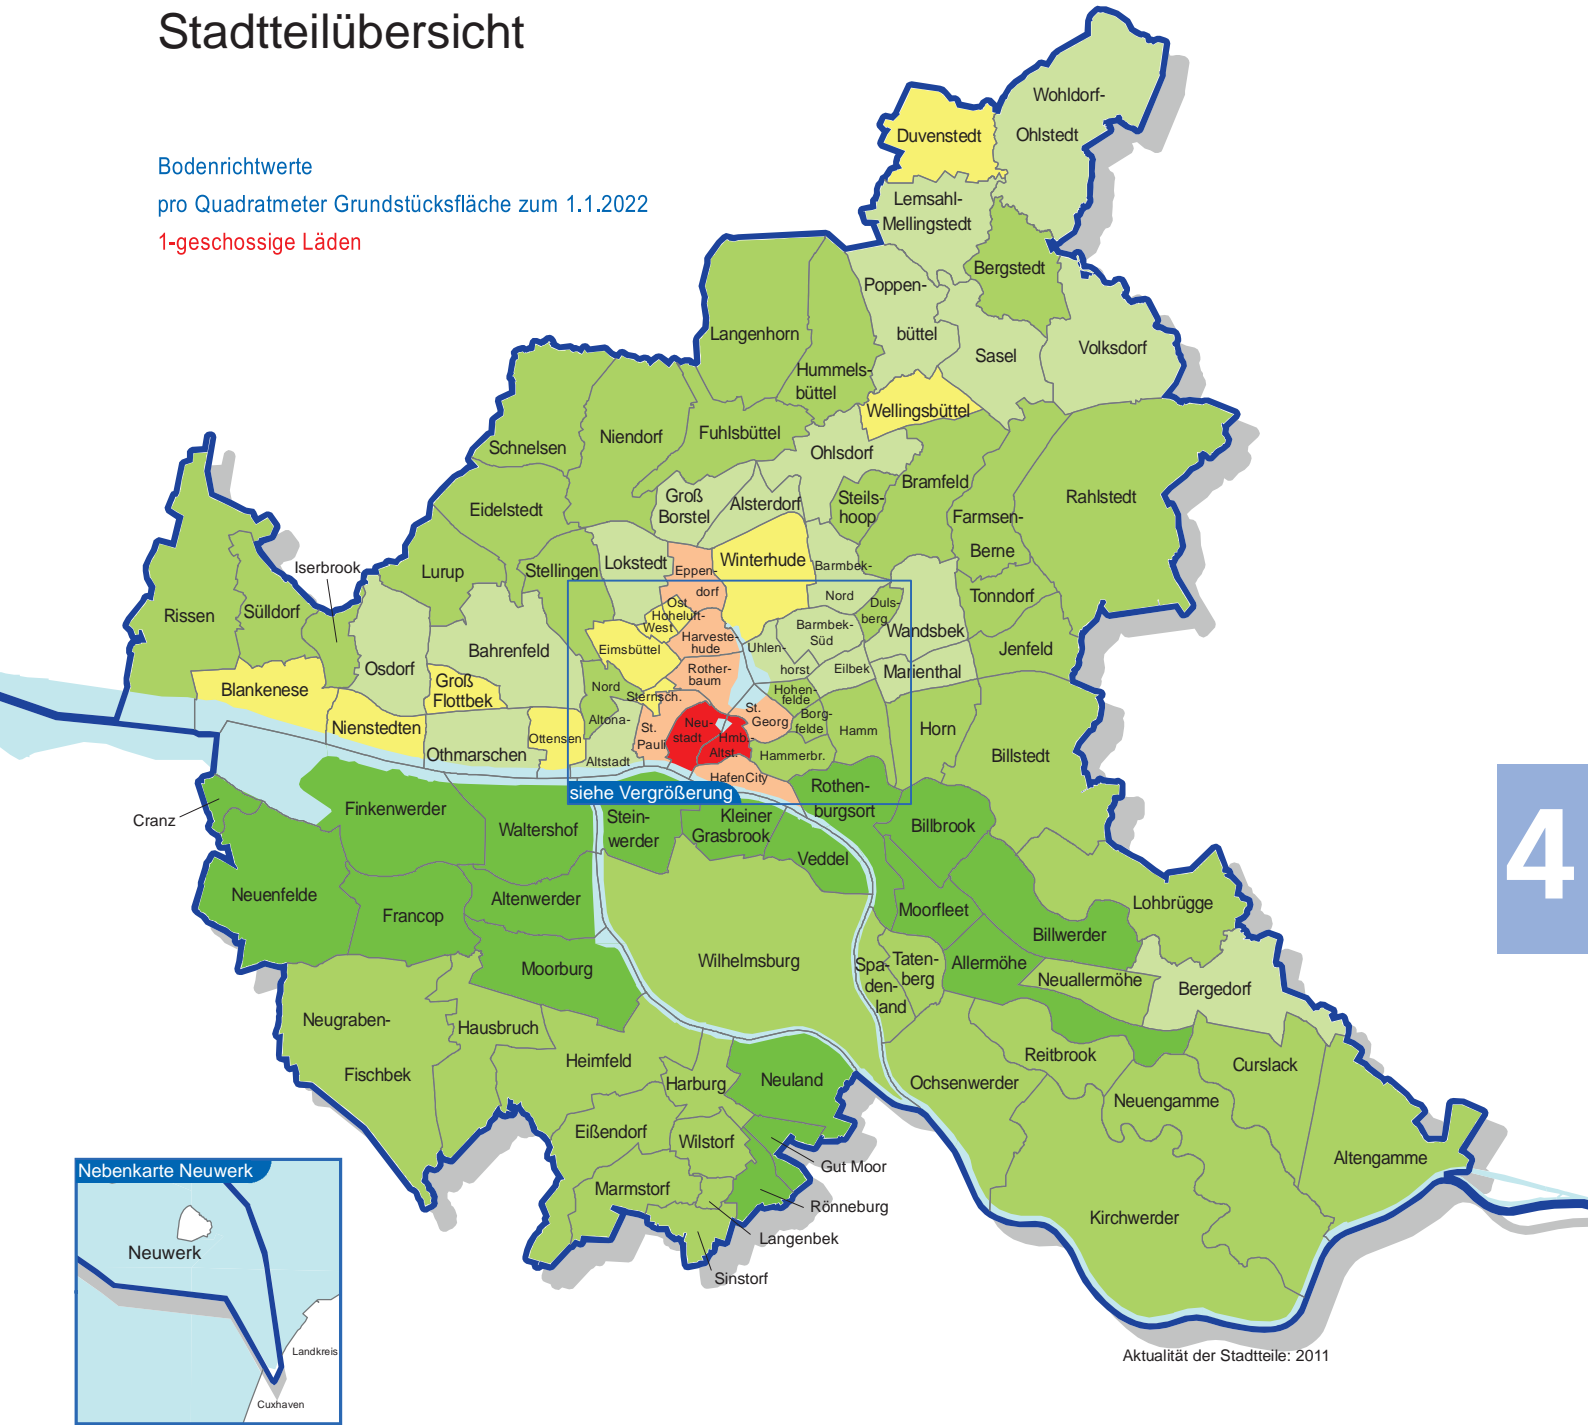 Stadtteilübersicht
Bodenrichtwerte
pro Quadratmeter Grundstücksfläche zum 1.1.2022
1-geschossige Läden
Wohldorf-
Ohlstedt
Duvenstedt
Lemsahl-
Mellingstedt
Bergstedt
Poppen-
büttel
Langenhorn
Sasel
Volksdorf
Hummels-
büttel
Wellingsbüttel
Schnelsen
Niendorf
Fuhlsbüttel
Ohlsdorf
Bramfeld
Rahlstedt
Eidelstedt
Groß
Borstel
Alsterdorf
Steils-
hoop
Farmsen-
Berne
Iserbrook
Lurup
Stellingen
Lokstedt
Eppen-
dorf
Winterhude
Barmbek-
Nord
Tonndorf
Rissen
Sülldorf
Ost
Hoheluft-
West
Duls-
berg
Wandsbek
Barmbek-
Süd
Harveste-
hude
Uhlen-
horst
Jenfeld
Osdorf
Bahrenfeld
Eimsbüttel
Rother-
baum
Eilbek
Marienthal
Blankenese
Groß
Flottbek
Nord
Altona-
Altstadt
Sternsch.
Hohen-
felde
Nienstedten
Othmarschen
Ottensen
St.
Pauli
Neu-
stadt
Hmb.-
Altst.
St.
Georg
Borg-
felde
Hamm
Horn
Billstedt
Hammerbr.
HafenCity
siehe Vergrößerung
Rothen-
burgsort
Cranz
Finkenwerder
Waltershof
Stein-
werder
Kleiner
Grasbrook
Billbrook
Veddel
4
Neuenfelde
Francop
Altenwerder
Moorfleet
Lohbrügge
Billwerder
Moorburg
Wilhelmsburg
Spa-
den-
land
Taten-
berg
Allermöhe
Neuallermöhe
Bergedorf
Neugraben-
Fischbek
Hausbruch
Heimfeld
Harburg
Neuland
Ochsenwerder
Reitbrook
Curslack
Neuengamme
Eißendorf
Wilstorf
Gut Moor
Altengamme
Marmstorf
Rönneburg
Kirchwerder
Langenbek
Sinstorf
Nebenkarte Neuwerk
Neuwerk
Landkreis
Cuxhaven
Aktualität der Stadtteile: 2011